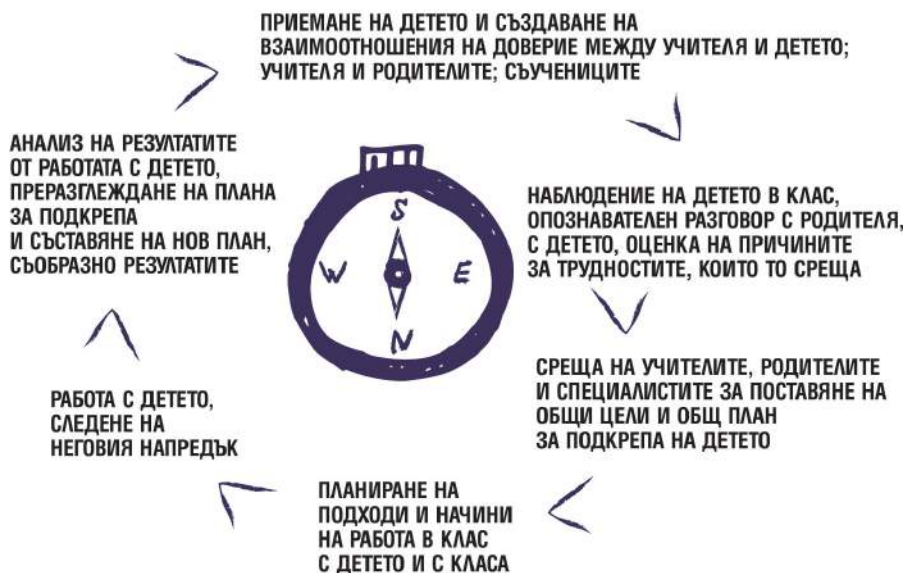 ПРИЕМАНЕ НА ДЕТЕТО И СЪЗДАВАНЕ НА
ВЗАИМООТНОШЕНИЯ НА ДОВЕРИЕ МЕЖДУ УЧИТЕЛЯ И ДЕТЕТО;
УЧИТЕЛЯ И РОДИТЕЛИТЕ; СЪУЧЕНИЦИТЕ
НАБЛЮДЕНИЕ НА ДЕТЕТО В КЛАС,
ОПОЗНАВАТЕЛЕН РАЗГОВОР С РОДИТЕЛЯ,
С ДЕТЕТО, ОЦЕНКА НА ПРИЧИНИТЕ
ЗА ТРУДНОСТИТЕ, КОИТО ТО СРЕЩА
СРЕЩА НА УЧИТЕЛИТЕ, РОДИТЕЛИТЕ
И СПЕЦИАЛИСТИТЕ ЗА ПОСТАВЯНЕ НА
ОБЩИ ЦЕЛИ И ОБЩ ПЛАН
ЗА ПОДКРЕПА НА ДЕТЕТО
ПЛАНИРАНЕ НА
ПОДХОДИ И НАЧИНИ
НА РАБОТА В КЛАС
С ДЕТЕТО И С КЛАСА
РАБОТА С ДЕТЕТО,
СЛЕДЕНЕ НА
НЕГОВИЯ НАПРЕДЪК
АНАЛИЗ НА РЕЗУЛТАТИТЕ
ОТ РАБОТАТА С ДЕТЕТО,
ПРЕРАЗГЛЕЖДАНЕ НА ПЛАНА
ЗА ПОДКРЕПА
И СЪСТАВЯНЕ НА НОВ ПЛАН,
СЪОБРАЗНО РЕЗУЛТАТИТЕ
S
W E
N